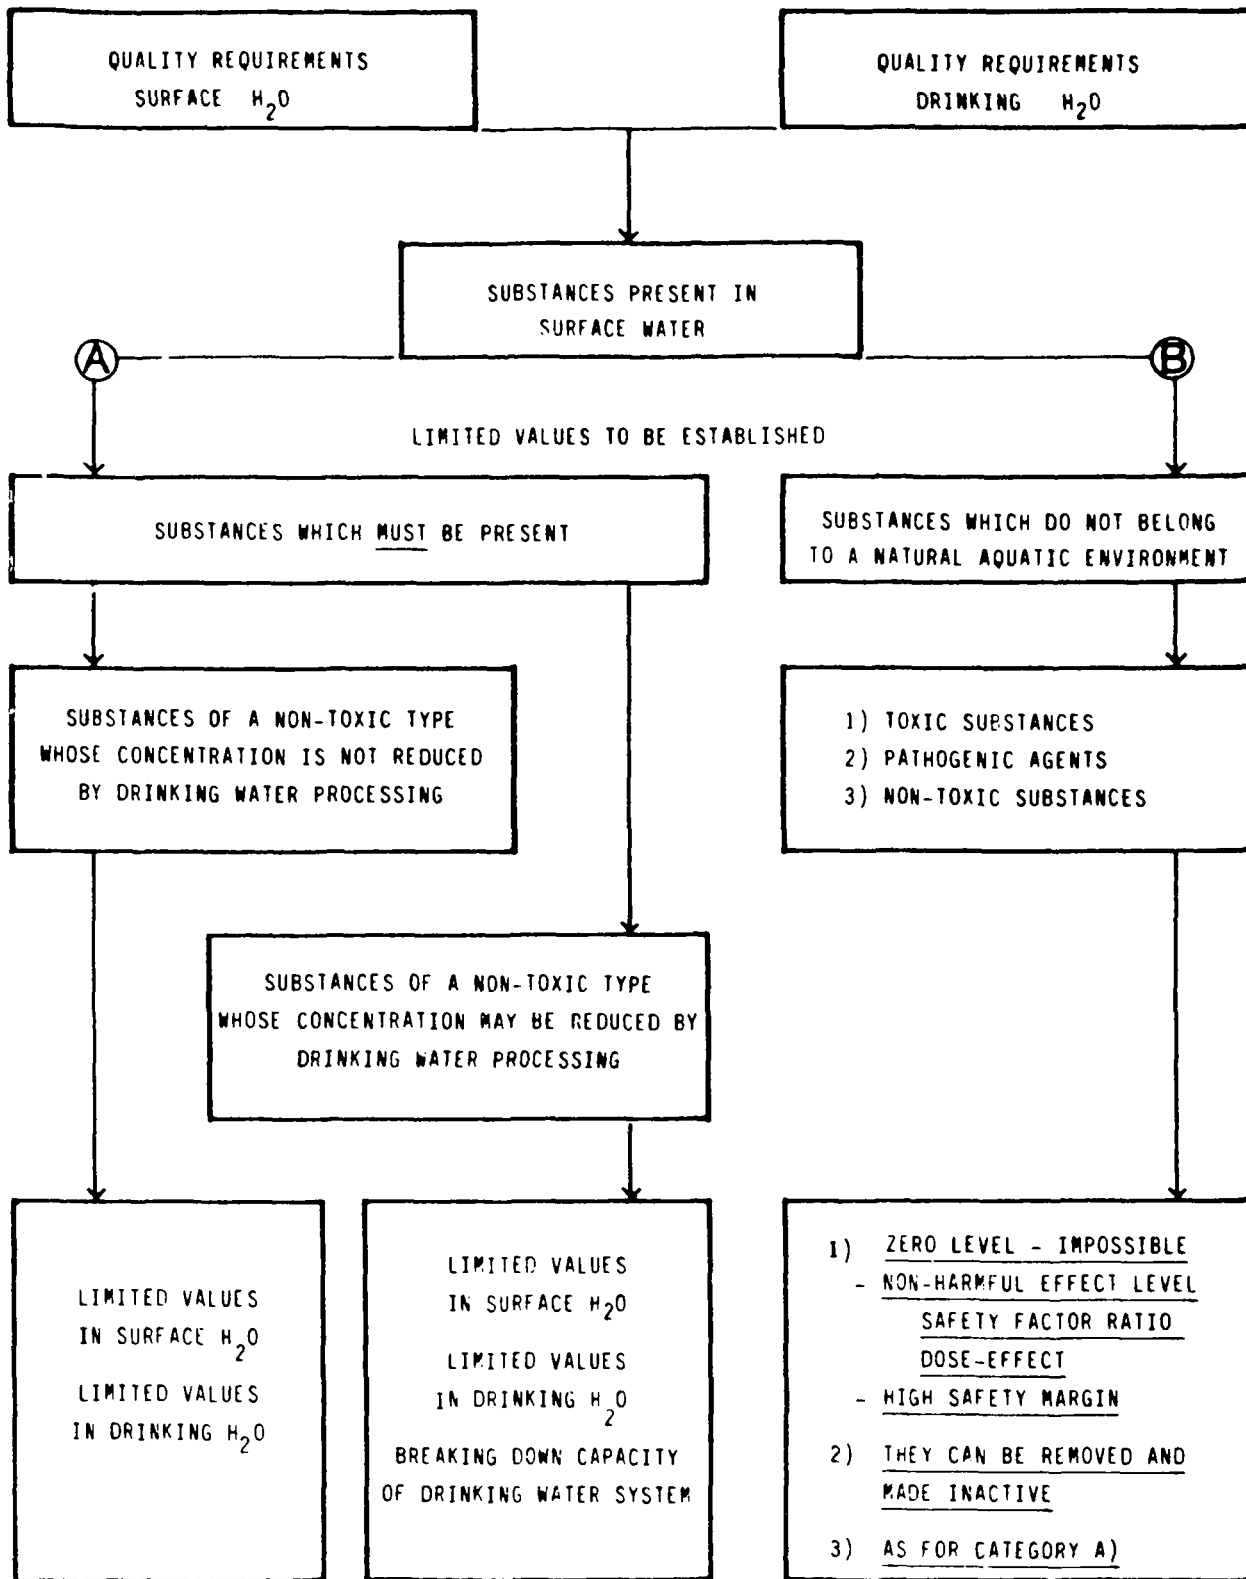 QUALITY REQUIREMENTS
SURFACE H2O
QUALITY REQUIREMENTS
DRINKING H2O
SUBSTANCES PRESENT IN
SURFACE WATER
A
B
LIMITED VALUES TO BE ESTABLISHED
SUBSTANCES WHICH MUST BE PRESENT
SUBSTANCES WHICH DO NOT BELONG
TO A NATURAL AQUATIC ENVIRONMENT
SUBSTANCES OF A NON-TOXIC TYPE
WHOSE CONCENTRATION IS NOT REDUCED
BY DRINKING WATER PROCESSING
1) TOXIC SUBSTANCES
2) PATHOGENIC AGENTS
3) NON-TOXIC SUBSTANCES
SUBSTANCES OF A NON-TOXIC TYPE
WHOSE CONCENTRATION MAY BE REDUCED BY
DRINKING WATER PROCESSING
LIMITED VALUES
IN SURFACE H2O
LIMITED VALUES
IN DRINKING H2O
LIMITED VALUES
IN SURFACE H2O
LIMITED VALUES
IN DRINKING H2O
BREAKING DOWN CAPACITY
OF DRINKING WATER SYSTEM
1) ZERO LEVEL - IMPOSSIBLE
- NON-HARMFUL EFFECT LEVEL
SAFETY FACTOR RATIO
DOSE-EFFECT
- HIGH SAFETY MARGIN
2) THEY CAN BE REMOVED AND
MADE INACTIVE
3) AS FOR CATEGORY A)